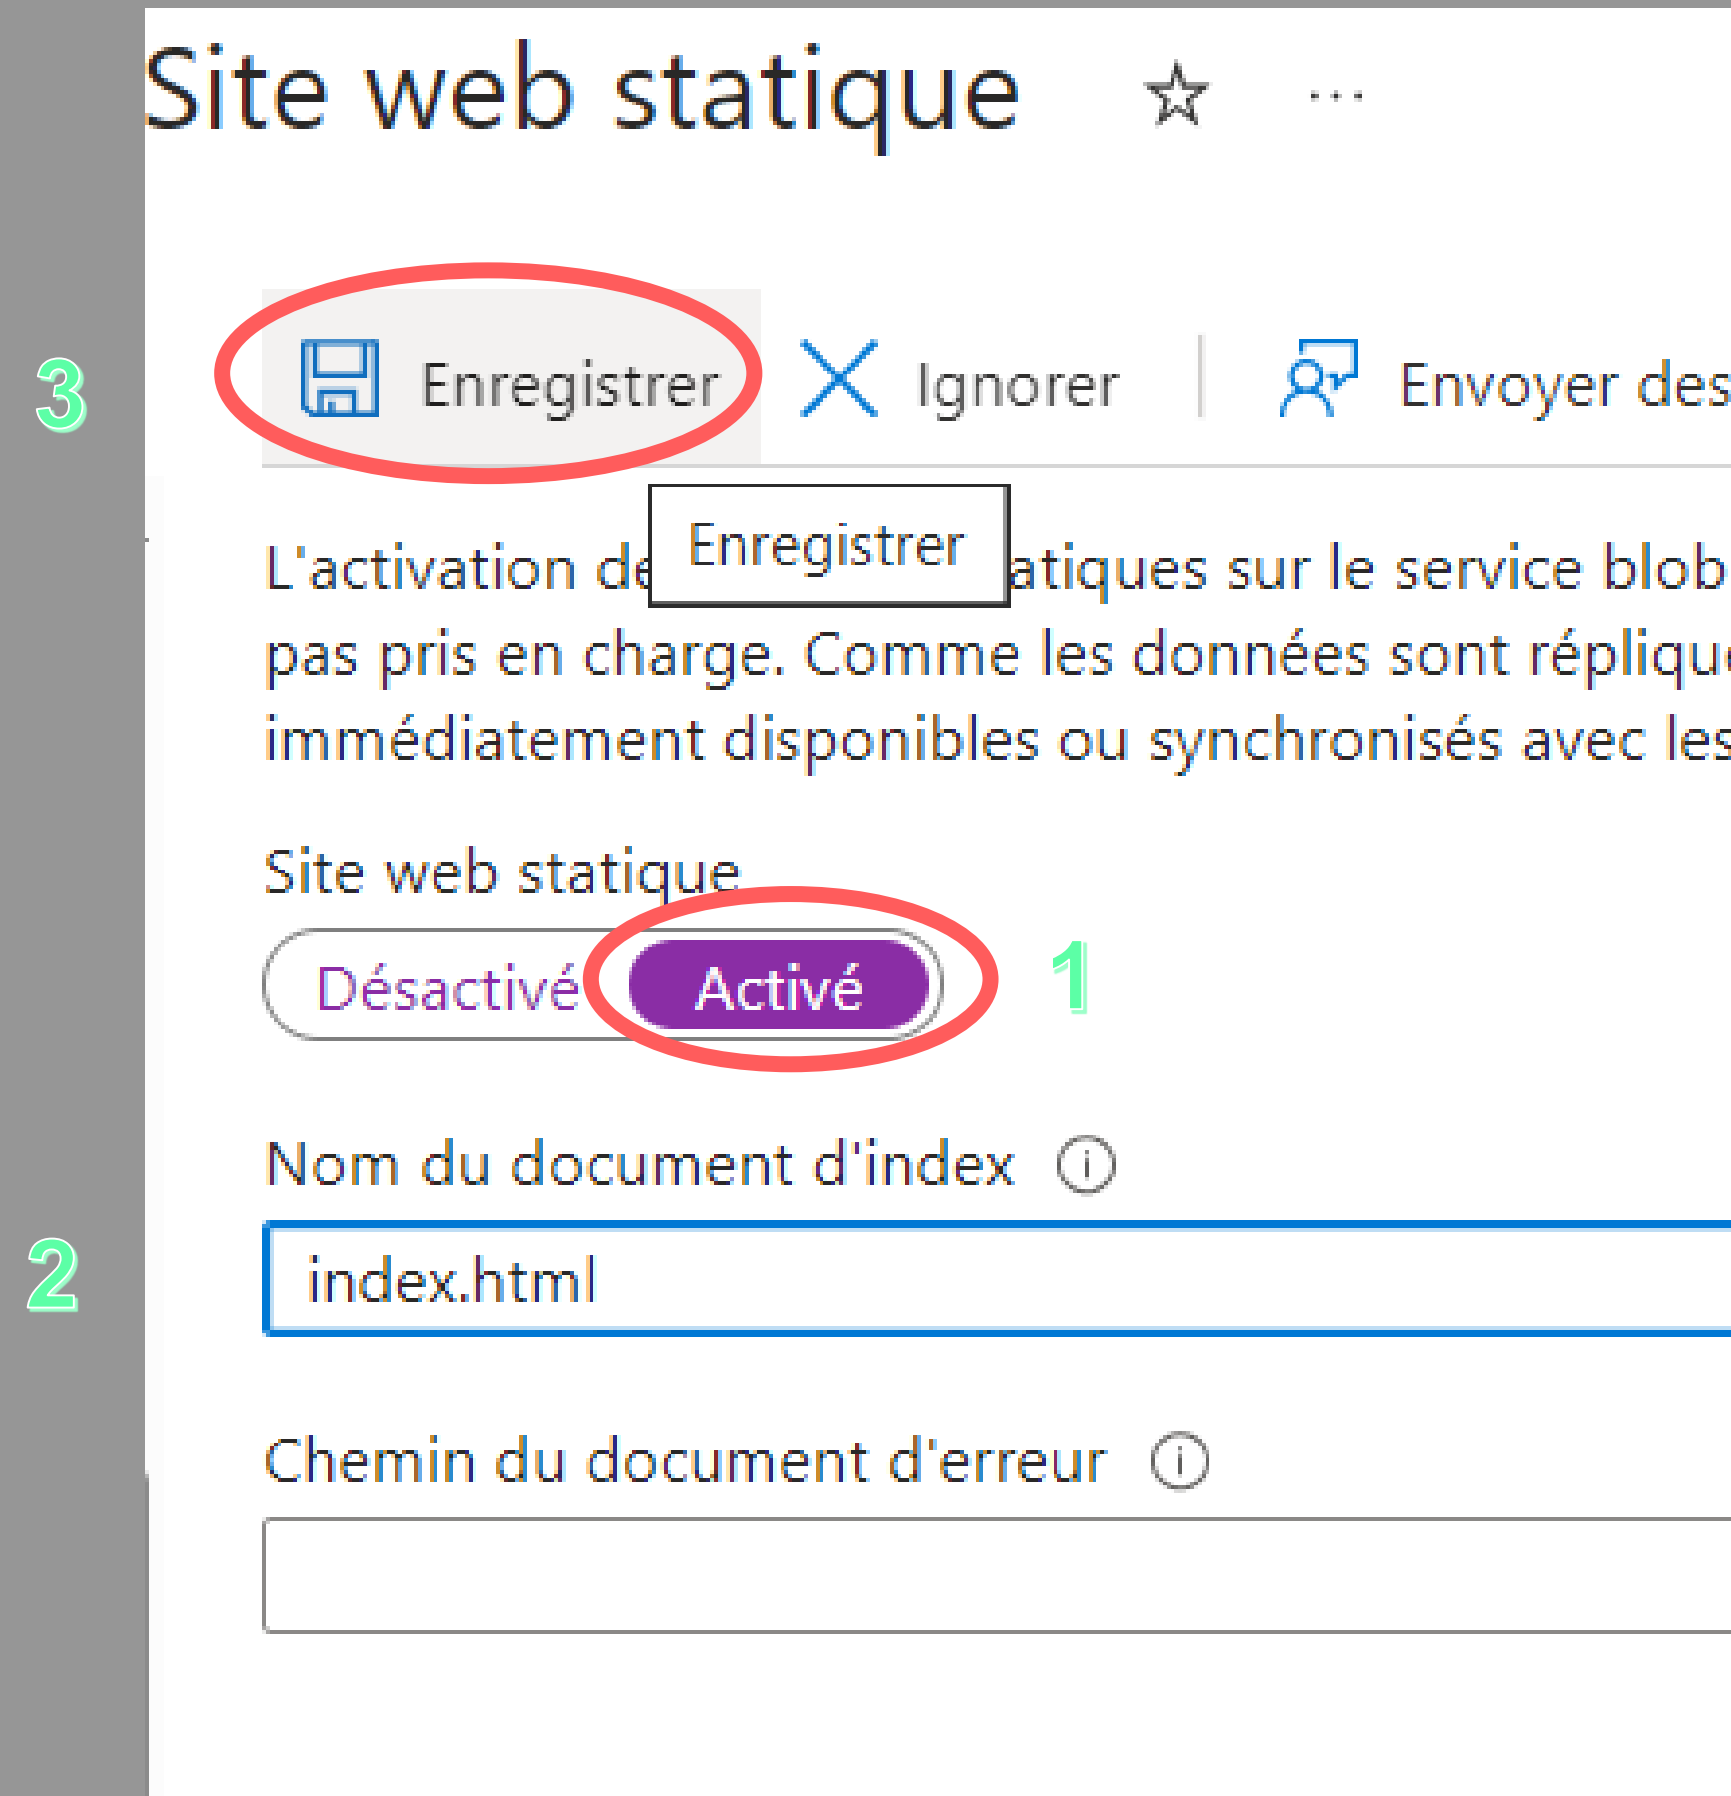 Site web statique
3
Enregistrer Ignorer Envoyer des
Enregistrer
L'activation atiques sur le service blob
pas pris en charge. Comme les données sont
immédiatement disponibles ou synchronisés avec les
Site web statique
Désactivé Activé 1
Nom du document d'index
2 index.html
Chemin du document d'erreur